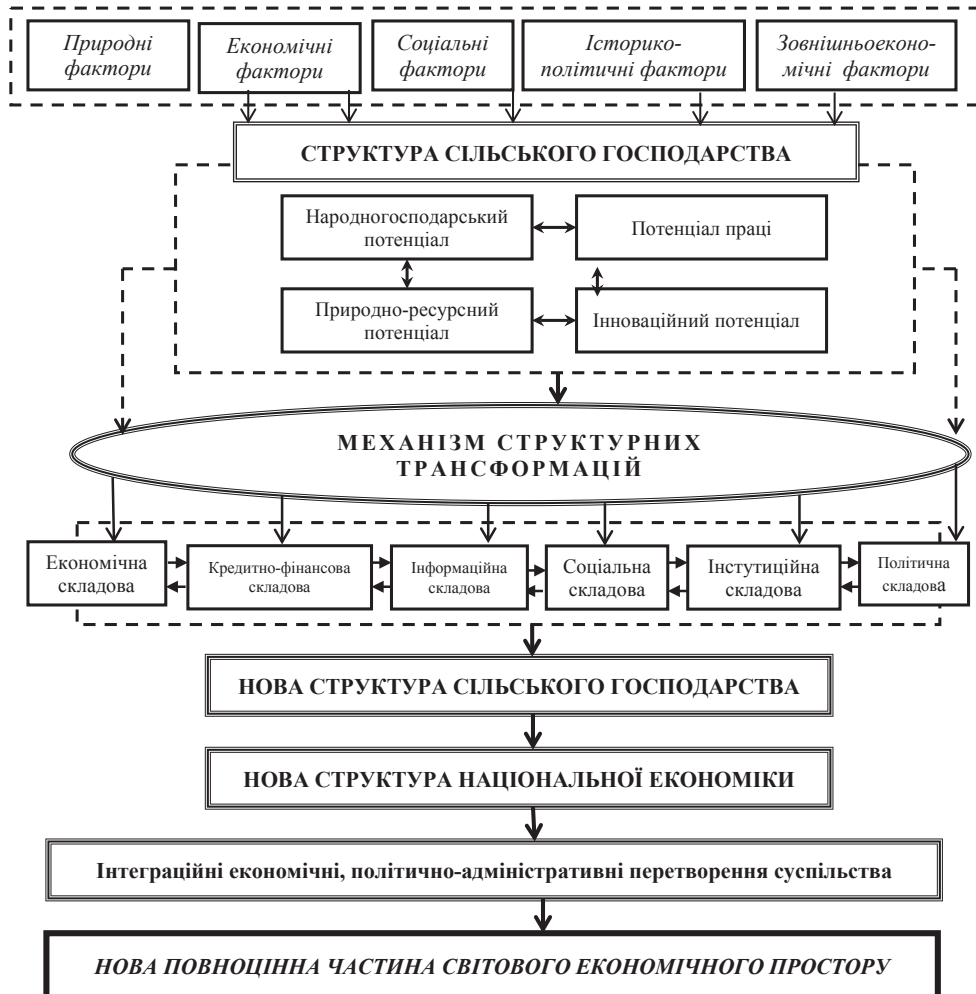 Природні
фактори
Економічні
фактори
Соціальні
фактори
Історико-
політичні фактори
Зовнішньоеконо-
мічні фактори
СТРУКТУРА СІЛЬСЬКОГО ГОСПОДАРСТВА
Народногосподарський
потенціал
Потенціал праці
Природно-ресурсний
потенціал
Інноваційний потенціал
МЕХАНІЗМ СТРУКТУРНИХ
ТРАНСФОРМАЦІЙ
Економічна
складова
Кредитно-фінансова
складова
Інформаційна
складова
Соціальна
складова
Інстутиційна
складова
Політична
складова
НОВА СТРУКТУРА СІЛЬСЬКОГО ГОСПОДАРСТВА
НОВА СТРУКТУРА НАЦІОНАЛЬНОЇ ЕКОНОМІКИ
Інтеграційні економічні, політично-адміністративні перетворення суспільства
НОВА ПОВНОЦІННА ЧАСТИНА СВІТОВОГО ЕКОНОМІЧНОГО ПРОСТОРУ